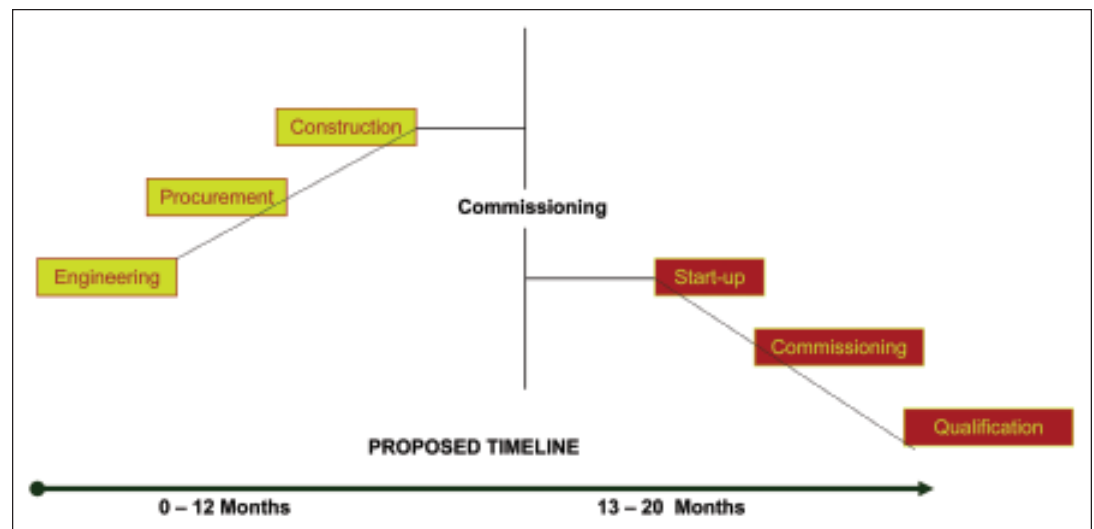 Construction
Procurement
Commissioning
Engineering
Start-up
Commissioning
Qualification
PROPOSED TIMELINE
0 – 12 Months
13 – 20 Months